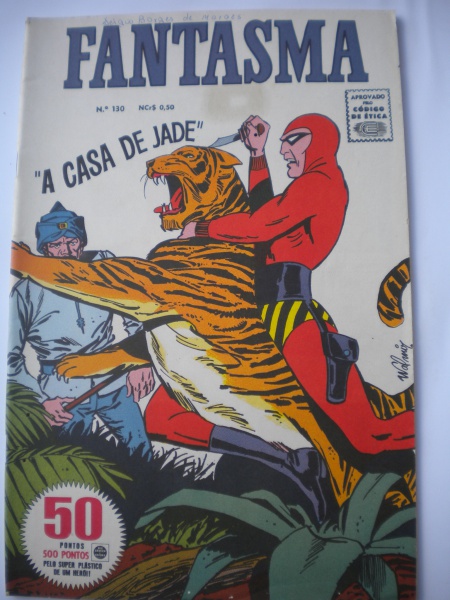 FANTASMA
N.º 130 NCr$ 0,50
APROVADO
PELO
CÓDIGO
DE ÉTICA
"A CASA DE JADE"
50
PONTOS
500 PONTOS
PELO SUPER PLÁSTICO
DE UM HERÓI!